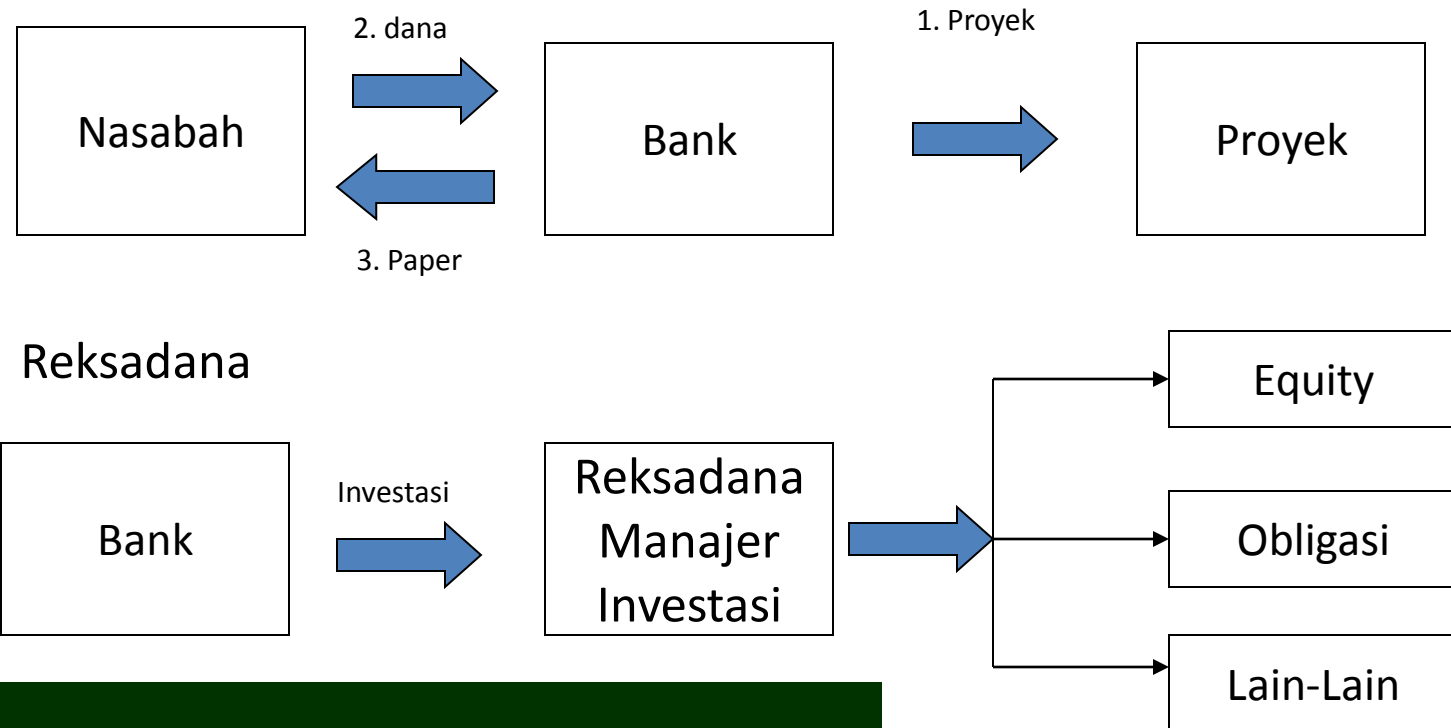 2. dana
1. Proyek
Nasabah
Bank
Proyek
3. Paper
Reksadana
Equity
Bank
Investasi
Reksadana
Manajer
Investasi
Obligasi
Lain-Lain